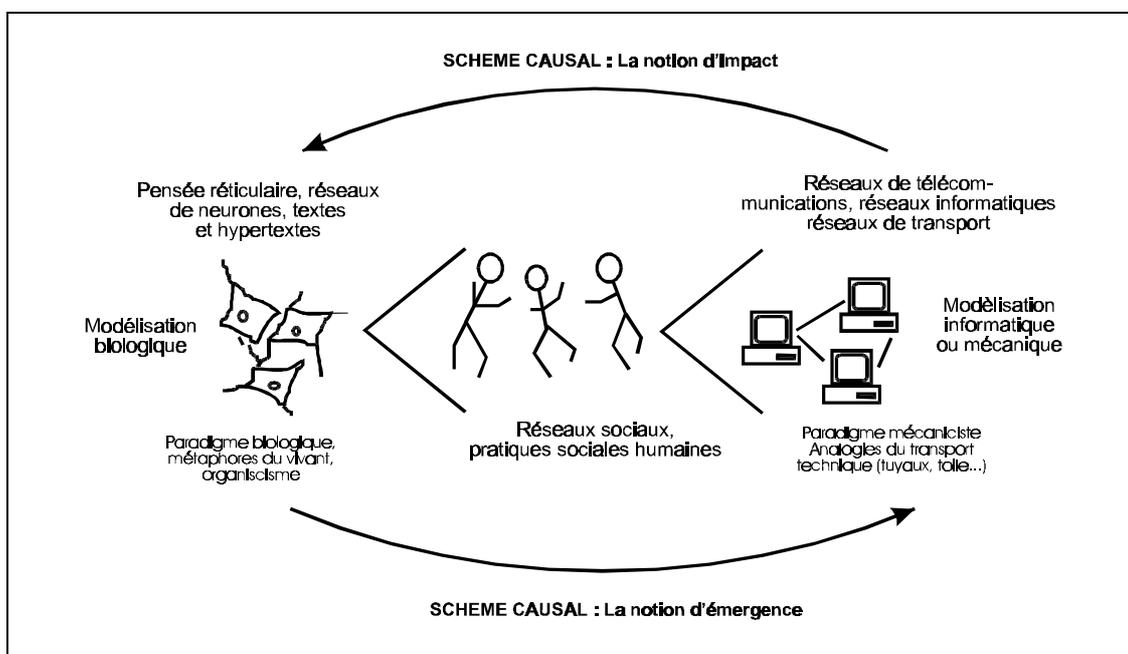 SCHEME CAUSAL : La notion d'impact
Pensée réticulaire, réseaux
de neurones, textes
et hypertextes
Réseaux de télécom-
munications, réseaux informatiques
réseaux de transport
Modélisation
biologique
Modèlisation
informatique
ou mécanique
Paradigme biologique,
métaphores du vivant,
organiscisme
Réseaux sociaux,
pratiques sociales humaines
Paradigme mécaniciste
Analogies du transport
technique (tuyaux, toile...)
SCHEME CAUSAL : La notion d'émergence